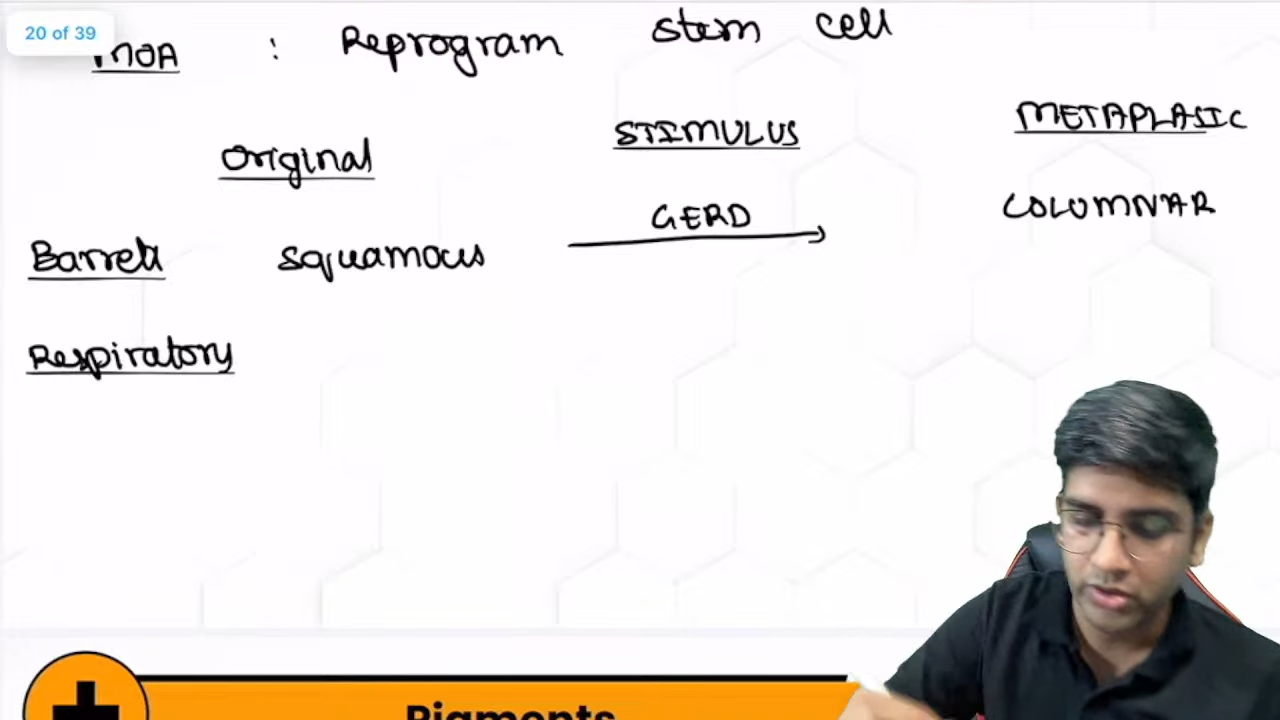 20 of 39
MOA : Reprogram stem cell
Original STIMULUS METAPLASIC
Barrett squamous GERD COLUMNAR
Respiratory
Pigments